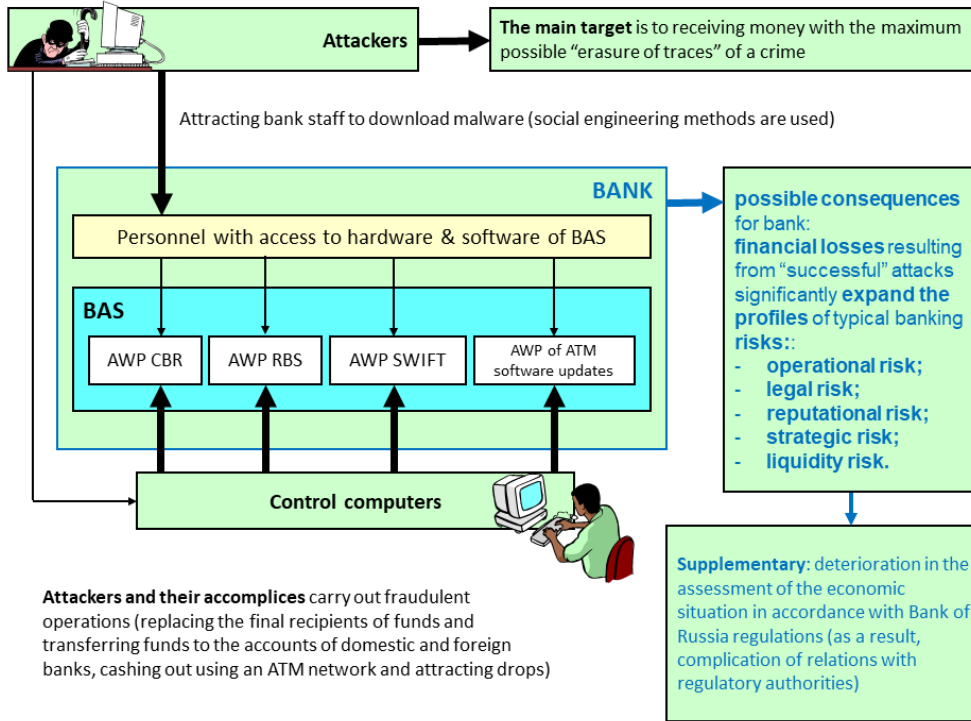 Attackers
The main target is to receiving money with the maximum
possible “erasure of traces” of a crime
Attracting bank staff to download malware (social engineering methods are used)
BANK
Personnel with access to hardware & software of BAS
BAS
AWP CBR
AWP RBS
AWP SWIFT
AWP of ATM
software updates
Control computers
possible consequences
for bank:
financial losses resulting
from “successful” attacks
significantly expand the
profiles of typical banking
risks::
- operational risk;
- legal risk;
- reputational risk;
- strategic risk;
- liquidity risk.
Supplementary: deterioration in the
assessment of the economic
situation in accordance with Bank of
Russia regulations (as a result,
complication of relations with
regulatory authorities)
Attackers and their accomplices carry out fraudulent
operations (replacing the final recipients of funds and
transferring funds to the accounts of domestic and foreign
banks, cashing out using an ATM network and attracting drops)